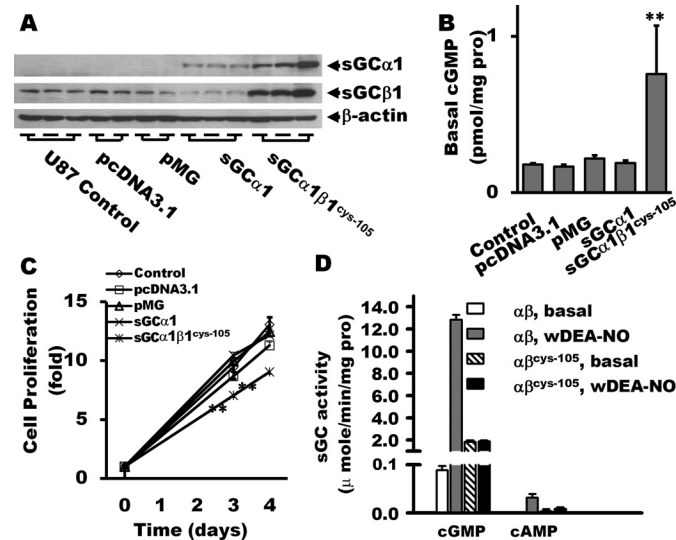 A
sGCα1
sGCβ1
β-actin
U87 Control
pcDNA3.1
pMG
sGCα1
sGCα1β1cys-105
B
**
1
0
Basal cGMP
(pmol/mg pro)
Control
pcDNA3.1
pMG
sGCα1
sGCα1β1cys-105
C
Control
pcDNA3.1
pMG
sGCα1
sGCα1β1cys-105
15
10
5
0
Cell Proliferation
(fold)
** **
0 1 2 3 4
Time (days)
D
αβ, basal
αβ, wDEA-NO
αβcys-105, basal
αβcys-105, wDEA-NO
14.0
12.0
10.0
8.0
6.0
4.0
2.0
0.1
0.0
sGC activity
(μ mole/min/mg pro)
cGMP cAMP